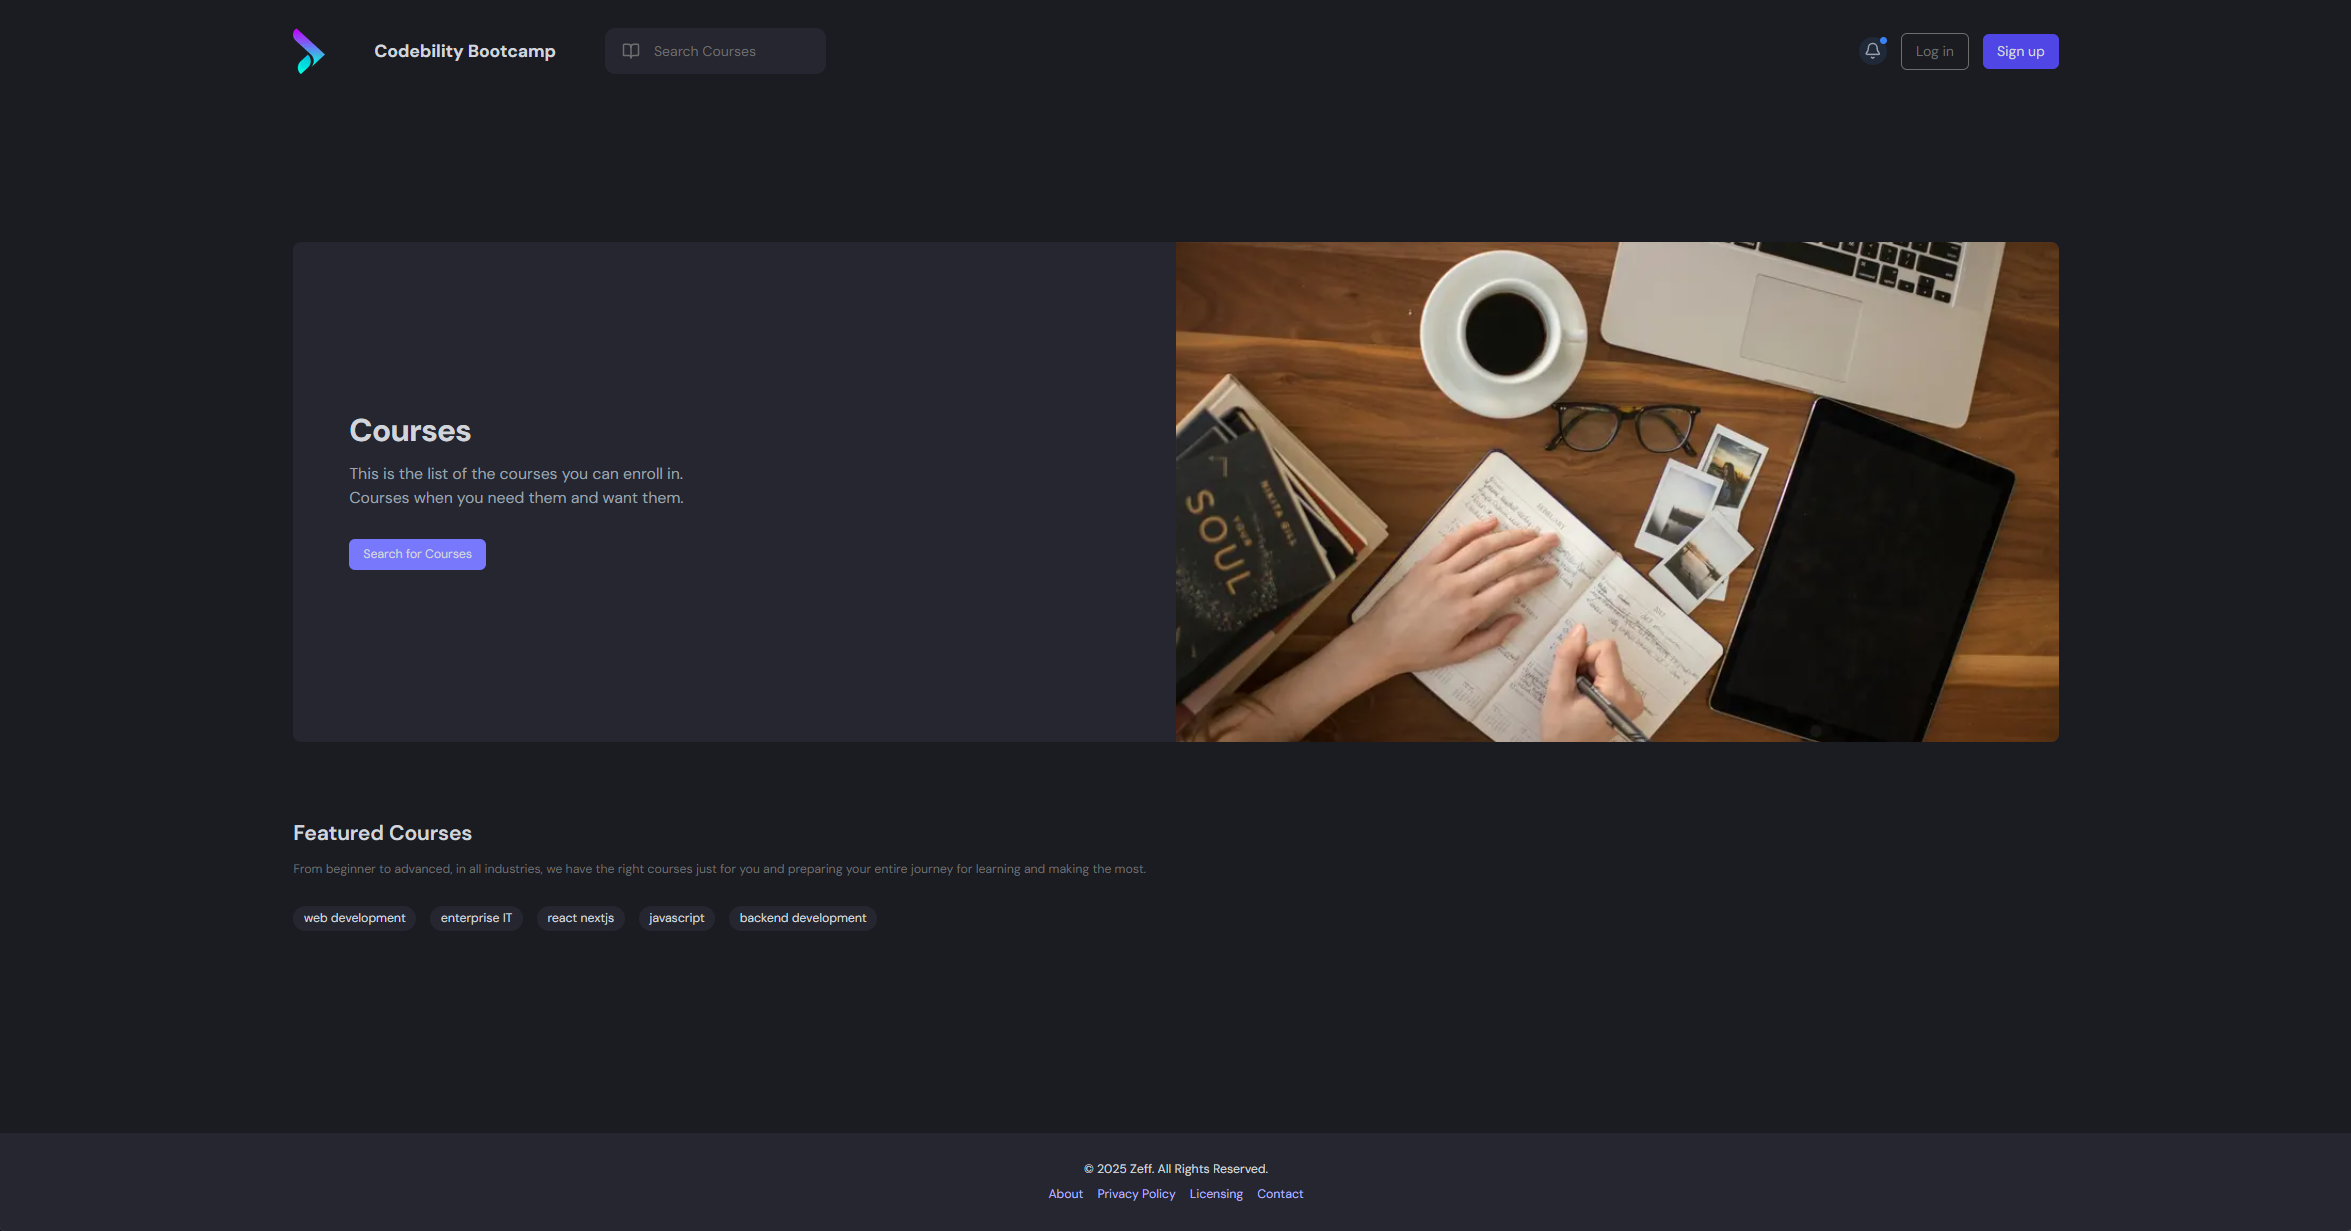 Codebility Bootcamp
Search Courses
Log in
Sign up
Courses
This is the list of the courses you can enroll in.
Courses when you need them and want them.
Search for Courses
SOUL
YOUR
NIKITA GILL
FEBRUARY
Featured Courses
From beginner to advanced, in all industries, we have the right courses just for you and preparing your entire journey for learning and making the most.
web development
enterprise IT
react nextjs
javascript
backend development
© 2025 Zeff. All Rights Reserved.
About Privacy Policy Licensing Contact